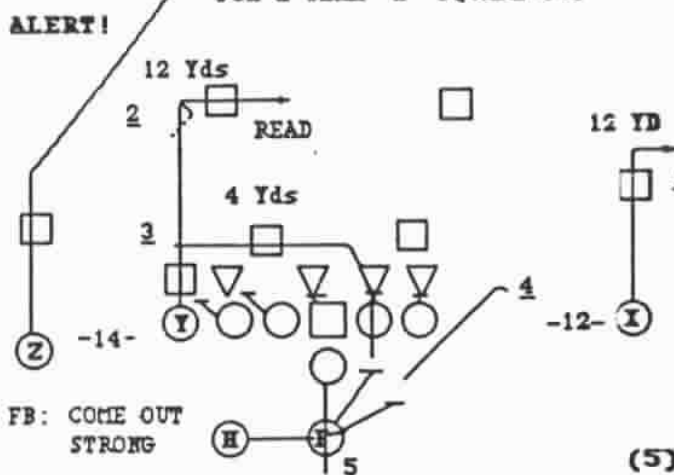 ALERT!
12 Yds
2
READ
12 YD
4 Yds
3
4
Y
-12-
X
Z
-14-
FB: COME OUT
STRONG
H
F
5
(5)